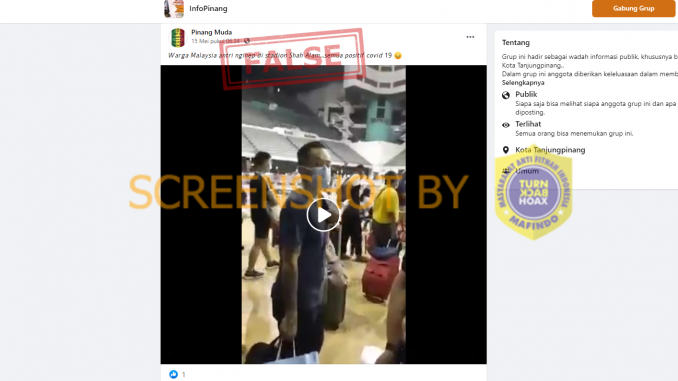 InfoPinang
Gabung Grup
Pinang Muda
15 Mei pukul 06.14
Warga Malaysia antri nginep di stadion Shah Alam..semua positif covid 19
FALSE
Tentang
Grup ini hadir sebagai wadah informasi publik, khususnya b
Kota Tanjungpinang..
Dalam grup ini anggota diberikan keleluasaan dalam memb
Selengkapnya
Publik
Siapa saja bisa melihat siapa anggota grup ini dan apa
diposting.
Terlihat
Semua orang bisa menemukan grup ini.
Kota Tanjungpinang
Umum
SCREENSHOT BY
MASYARAKAT ANTI FITNAH INDONESIA
TURN
BACK
HOAX
MAFINDO
1